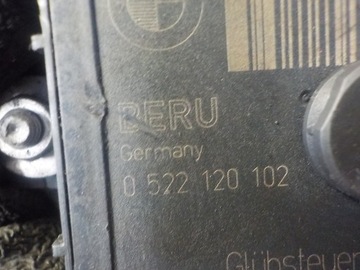 BERU
Germany
0 522 120 102
Glühsteuer